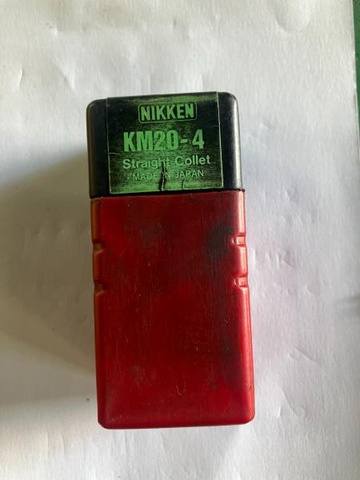 NIKKEN
KM20-4
Straight Collet
MADE IN JAPAN